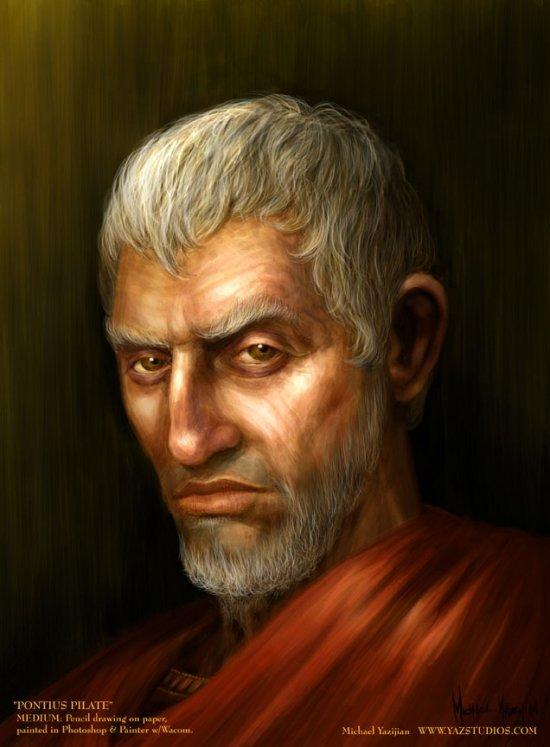 "PONTIUS PILATE"
MEDIUM: Pencil drawing on paper,
painted in Photoshop & Painter w/Wacom.
Michael Yazijian WWW.YAZSTUDIOS.COM